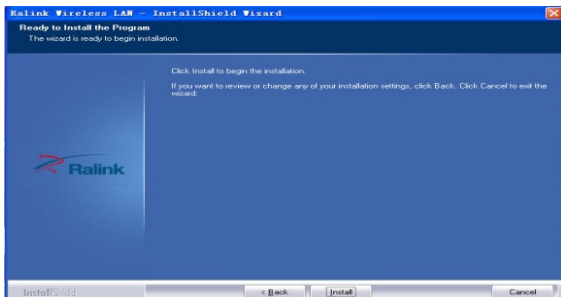 Ralink Wireless LAN - InstallShield Wizard
Ready to Install the Program
The wizard is ready to begin installation.
Click Install to begin the installation.
If you want to review or change any of your installation settings, click Back. Click Cancel to exit the
wizard.
Ralink
InstallShield
< Back
Install
Cancel